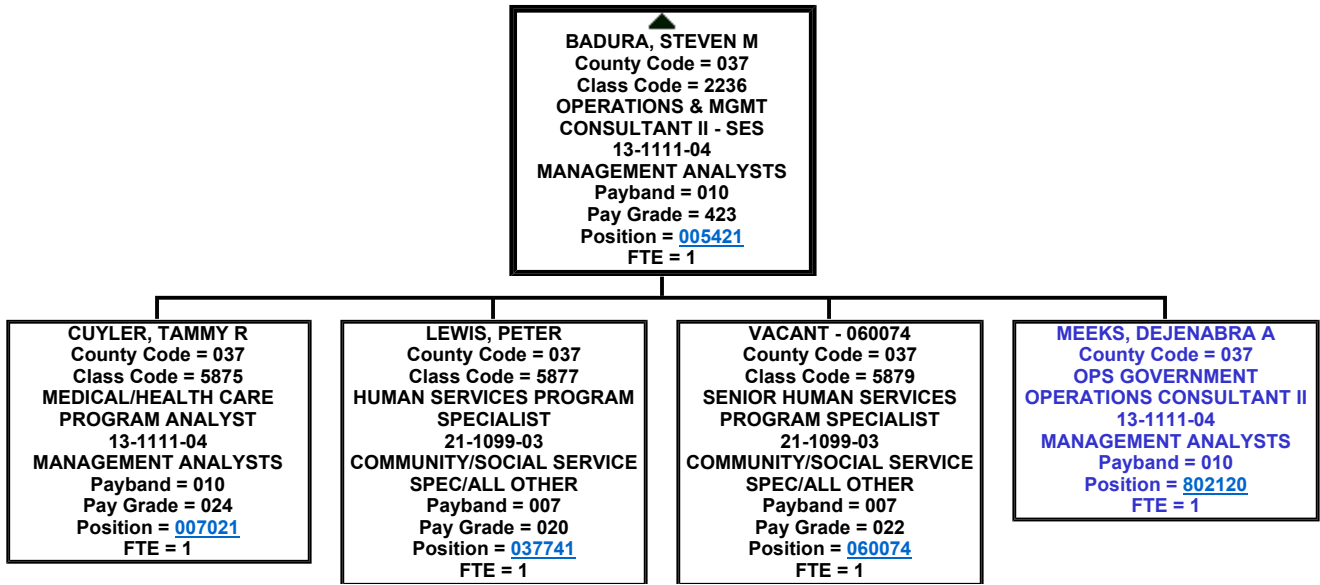 BADURA, STEVEN M
County Code = 037
Class Code = 2236
OPERATIONS & MGMT
CONSULTANT II - SES
13-1111-04
MANAGEMENT ANALYSTS
Payband = 010
Pay Grade = 423
Position = 005421
FTE = 1
CUYLER, TAMMY R
County Code = 037
Class Code = 5875
MEDICAL/HEALTH CARE
PROGRAM ANALYST
13-1111-04
MANAGEMENT ANALYSTS
Payband = 010
Pay Grade = 024
Position = 007021
FTE = 1
LEWIS, PETER
County Code = 037
Class Code = 5877
HUMAN SERVICES PROGRAM
SPECIALIST
21-1099-03
COMMUNITY/SOCIAL SERVICE
SPEC/ALL OTHER
Payband = 007
Pay Grade = 020
Position = 037741
FTE = 1
VACANT - 060074
County Code = 037
Class Code = 5879
SENIOR HUMAN SERVICES
PROGRAM SPECIALIST
21-1099-03
COMMUNITY/SOCIAL SERVICE
SPEC/ALL OTHER
Payband = 007
Pay Grade = 022
Position = 060074
FTE = 1
MEEKS, DEJENABRA A
County Code = 037
OPS GOVERNMENT
OPERATIONS CONSULTANT II
13-1111-04
MANAGEMENT ANALYSTS
Payband = 010
Position = 802120
FTE = 1